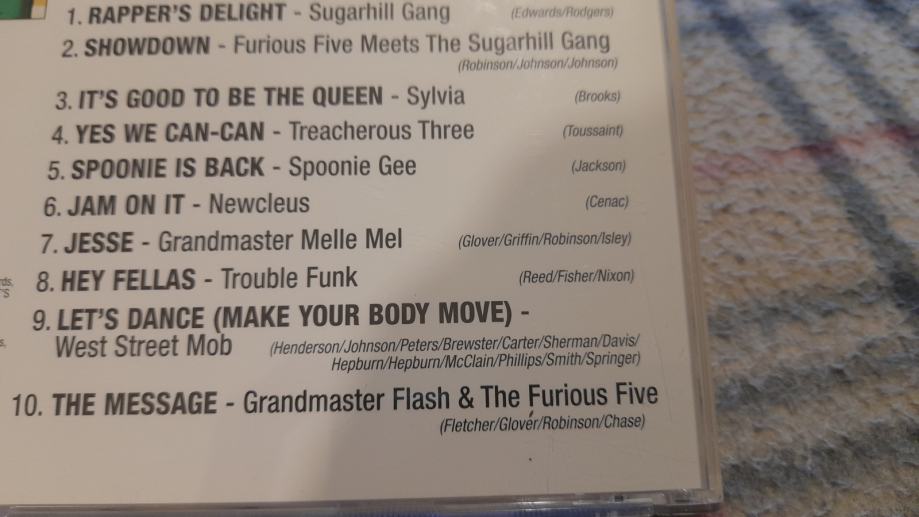 1. RAPPER'S DELIGHT - Sugarhill Gang (Edwards/Rodgers)
2. SHOWDOWN - Furious Five Meets The Sugarhill Gang
(Robinson/Johnson/Johnson)
3. IT'S GOOD TO BE THE QUEEN - Sylvia (Brooks)
4. YES WE CAN-CAN - Treacherous Three (Toussaint)
5. SPOONIE IS BACK - Spoonie Gee (Jackson)
6. JAM ON IT - Newcleus (Cenac)
7. JESSE - Grandmaster Melle Mel (Glover/Griffin/Robinson/Isley)
8. HEY FELLAS - Trouble Funk (Reed/Fisher/Nixon)
9. LET'S DANCE (MAKE YOUR BODY MOVE) -
West Street Mob (Henderson/Johnson/Peters/Brewster/Carter/Sherman/Davis/
Hepburn/Hepburn/McClain/Phillips/Smith/Springer)
10. THE MESSAGE - Grandmaster Flash & The Furious Five
(Fletcher/Glover/Robinson/Chase)